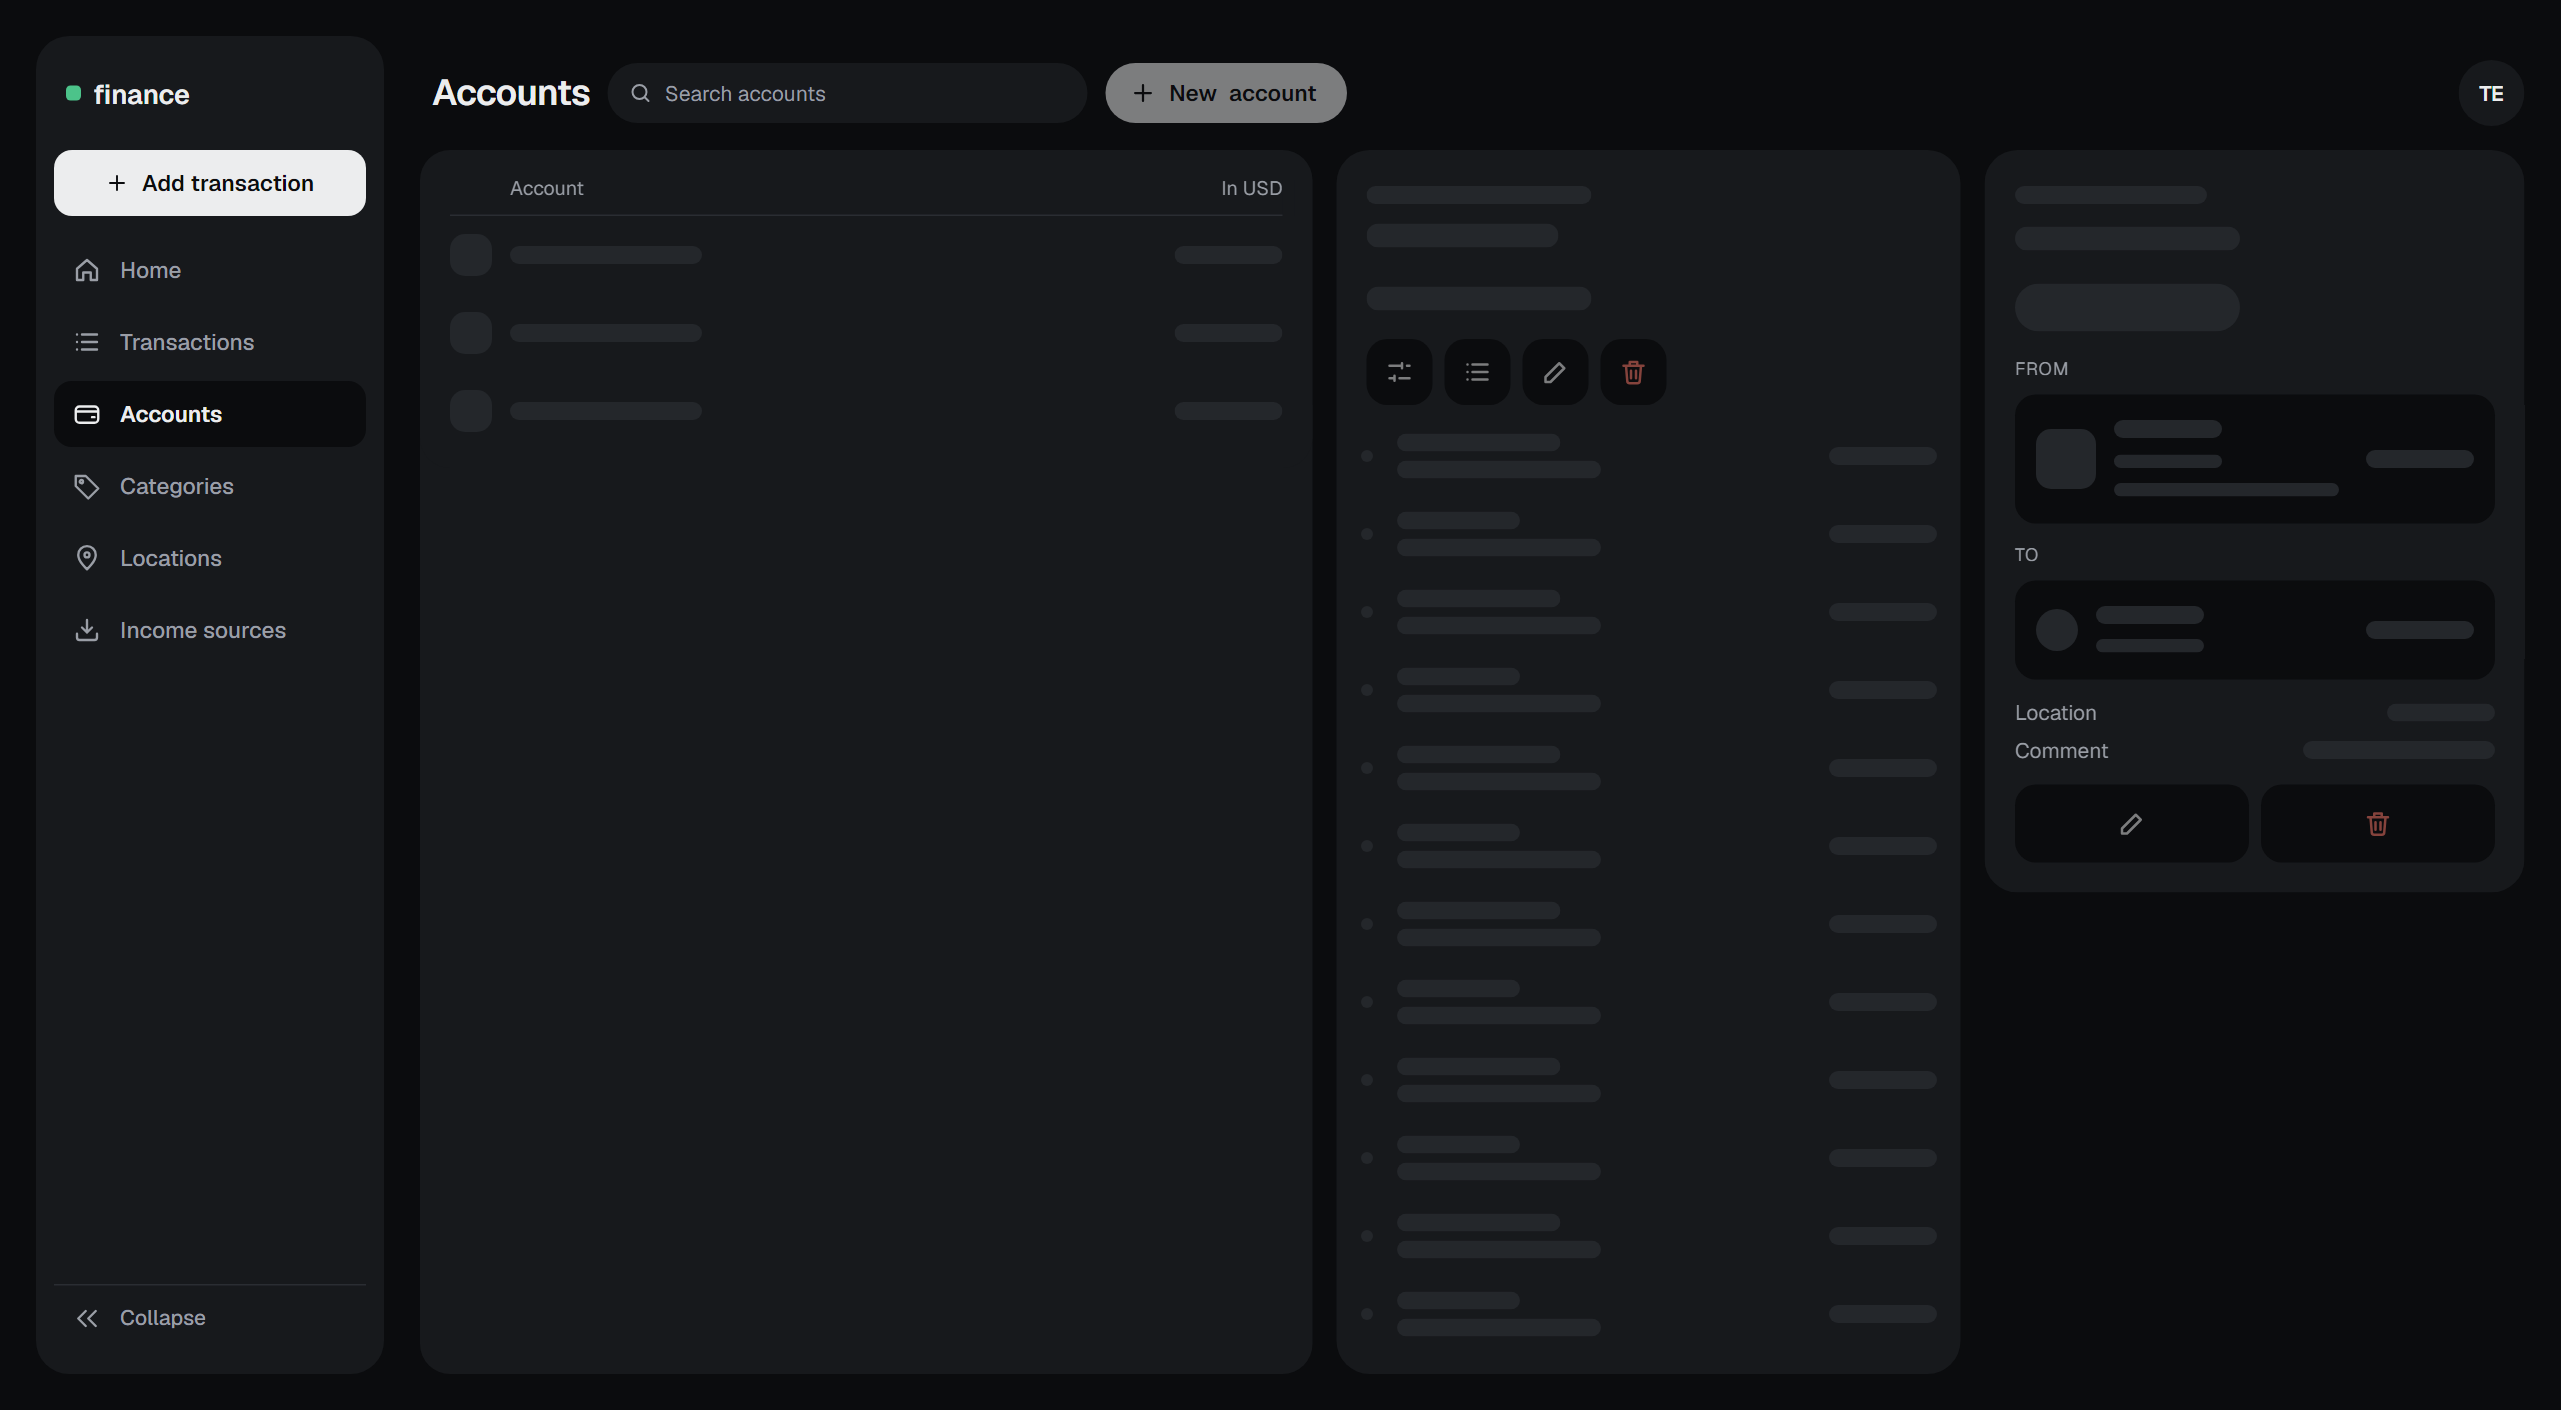 finance
Add transaction
Home
Transactions
Accounts
Categories
Locations
Income sources
Collapse
Accounts
Search accounts
New account
TE
Account
In USD
FROM
TO
Location
Comment